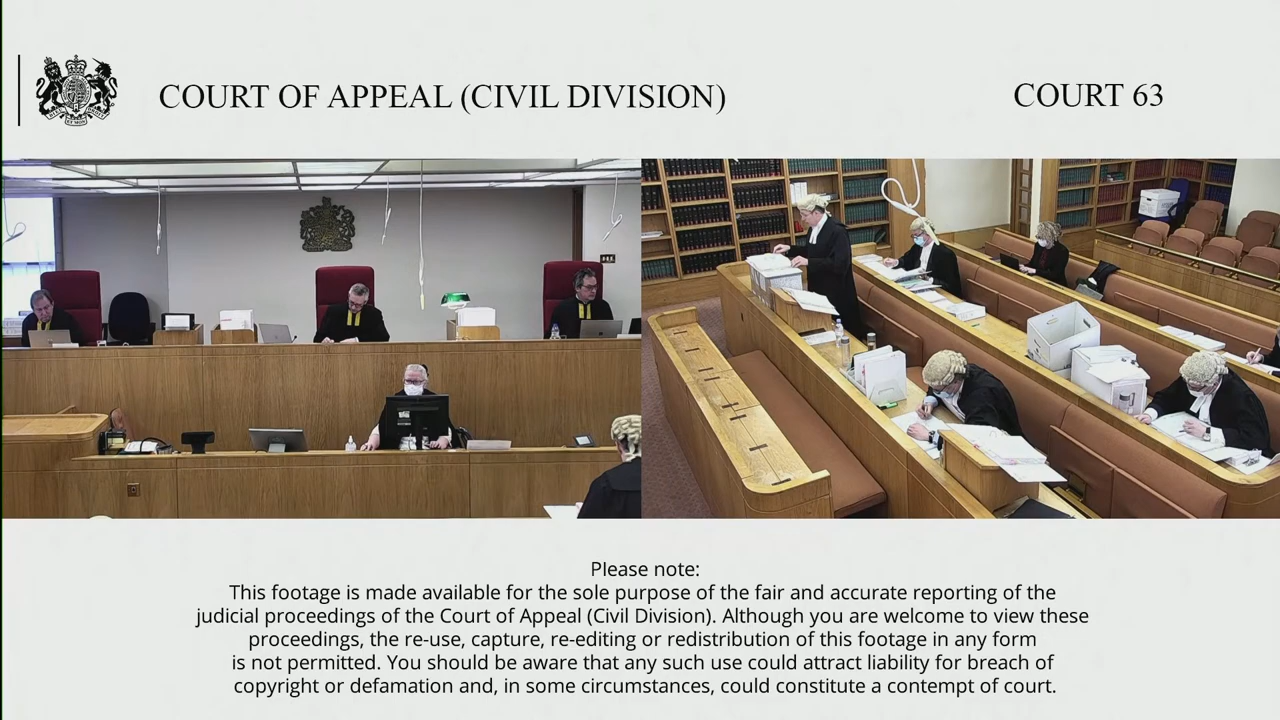 COURT OF APPEAL (CIVIL DIVISION)
COURT 63
Please note:
This footage is made available for the sole purpose of the fair and accurate reporting of the
judicial proceedings of the Court of Appeal (Civil Division). Although you are welcome to view these
proceedings, the re-use, capture, re-editing or redistribution of this footage in any form
is not permitted. You should be aware that any such use could attract liability for breach of
copyright or defamation and, in some circumstances, could constitute a contempt of court.